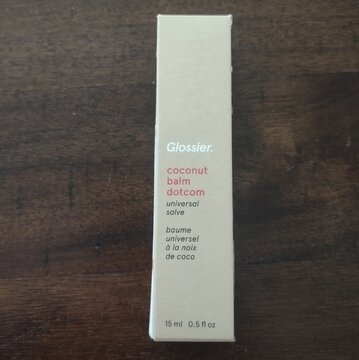 Glossier.
coconut
balm
dotcom
universal
salve
baume
universel
à la noix
de coco
15 ml 0.5 fl oz